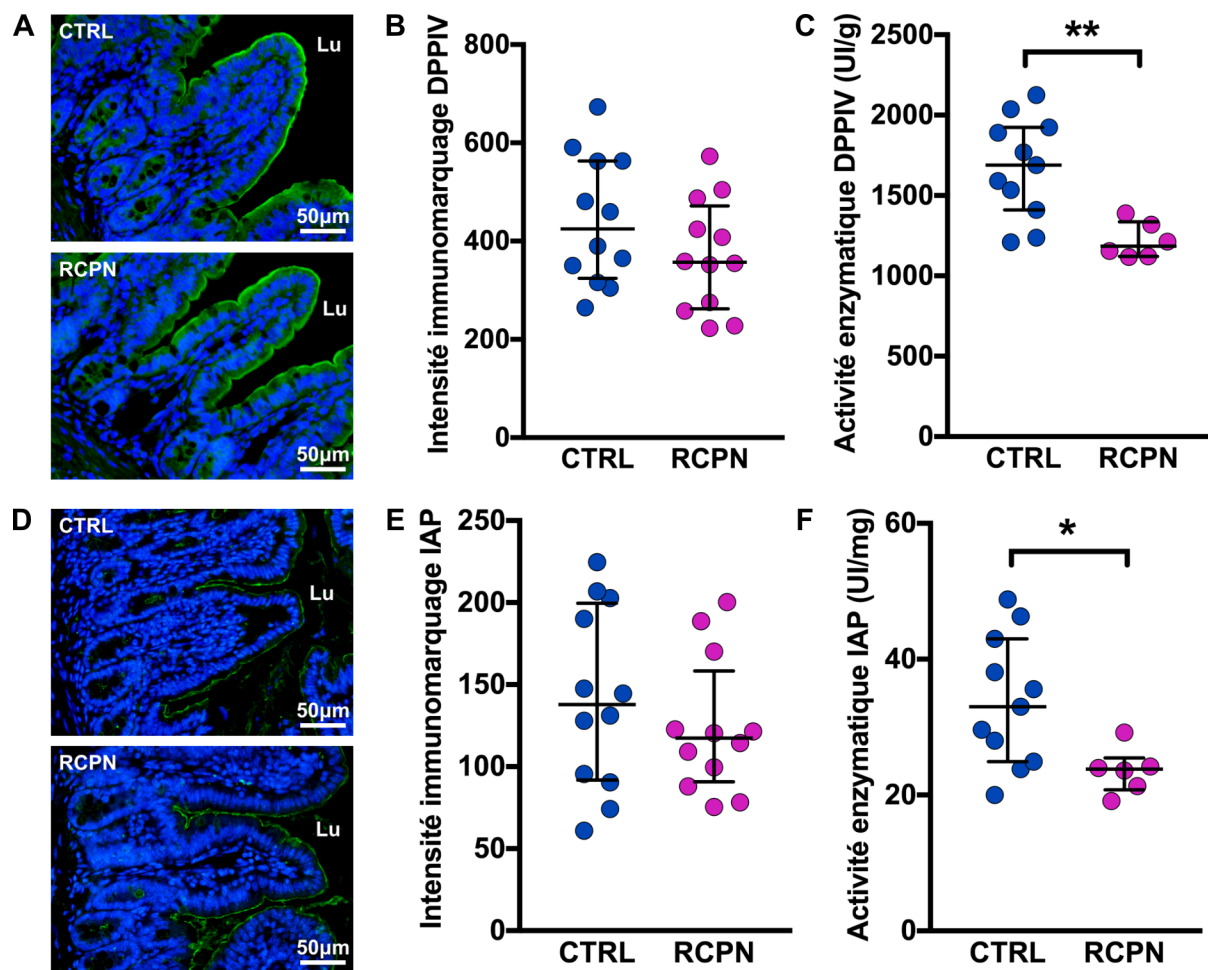 A
CTRL
Lu
50µm
RCPN
Lu
50µm
B
Intensité immunomarquage DPPIV
800
600
400
200
0
CTRL
RCPN
C
Activité enzymatique DPPIV (UI/g)
2500
2000
1500
1000
500
0
**
CTRL
RCPN
D
CTRL
Lu
50µm
RCPN
Lu
50µm
E
Intensité immunomarquage IAP
250
200
150
100
50
0
CTRL
RCPN
F
Activité enzymatique IAP (UI/mg)
60
40
20
0
*
CTRL
RCPN